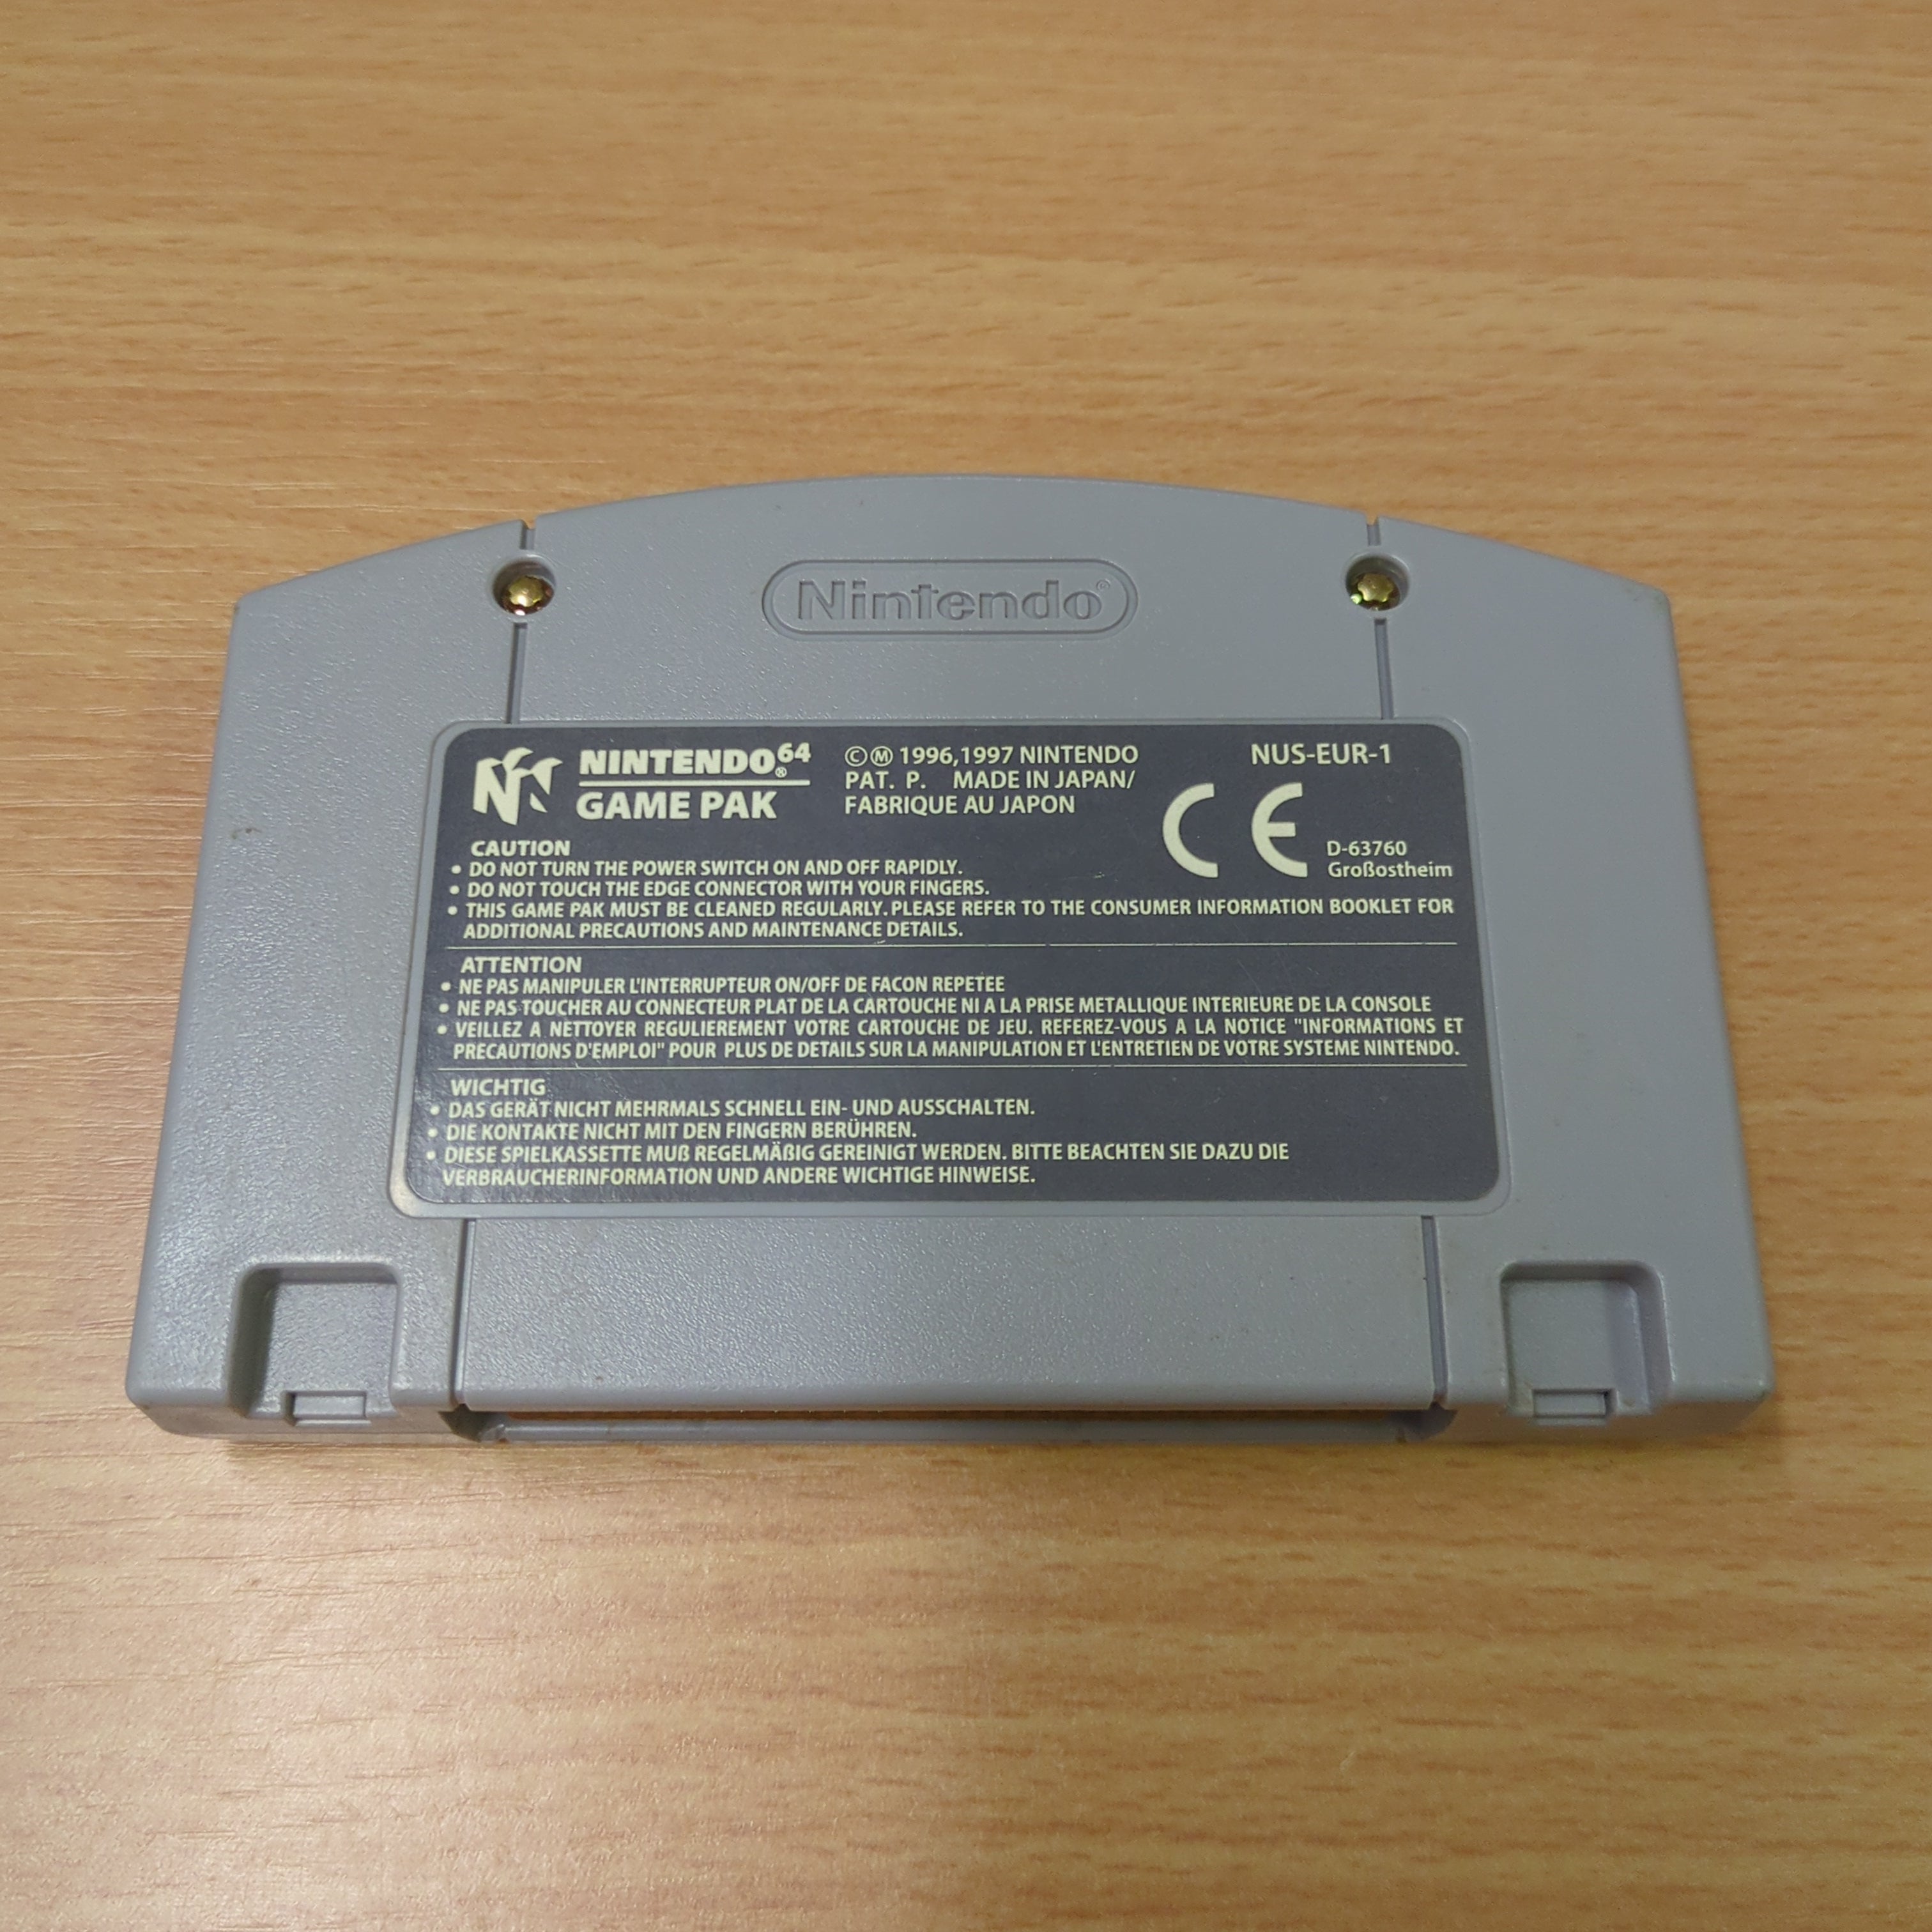 Nintendo®
NINTENDO⁶⁴®
GAME PAK
©Ⓜ 1996,1997 NINTENDO
PAT. P. MADE IN JAPAN/
FABRIQUE AU JAPON
NUS-EUR-1
CE
D-63760
Großostheim
CAUTION
• DO NOT TURN THE POWER SWITCH ON AND OFF RAPIDLY.
• DO NOT TOUCH THE EDGE CONNECTOR WITH YOUR FINGERS.
• THIS GAME PAK MUST BE CLEANED REGULARLY. PLEASE REFER TO THE CONSUMER INFORMATION BOOKLET FOR
ADDITIONAL PRECAUTIONS AND MAINTENANCE DETAILS.
ATTENTION
• NE PAS MANIPULER L'INTERRUPTEUR ON/OFF DE FACON REPETEE
• NE PAS TOUCHER AU CONNECTEUR PLAT DE LA CARTOUCHE NI A LA PRISE METALLIQUE INTERIEURE DE LA CONSOLE
• VEILLEZ A NETTOYER REGULIEREMENT VOTRE CARTOUCHE DE JEU. REFEREZ-VOUS A LA NOTICE "INFORMATIONS ET
PRECAUTIONS D'EMPLOI" POUR PLUS DE DETAILS SUR LA MANIPULATION ET L'ENTRETIEN DE VOTRE SYSTEME NINTENDO.
WICHTIG
• DAS GERÄT NICHT MEHRMALS SCHNELL EIN- UND AUSSCHALTEN.
• DIE KONTAKTE NICHT MIT DEN FINGERN BERÜHREN.
• DIESE SPIELKASSETTE MUß REGELMÄßIG GEREINIGT WERDEN. BITTE BEACHTEN SIE DAZU DIE
VERBRAUCHERINFORMATION UND ANDERE WICHTIGE HINWEISE.